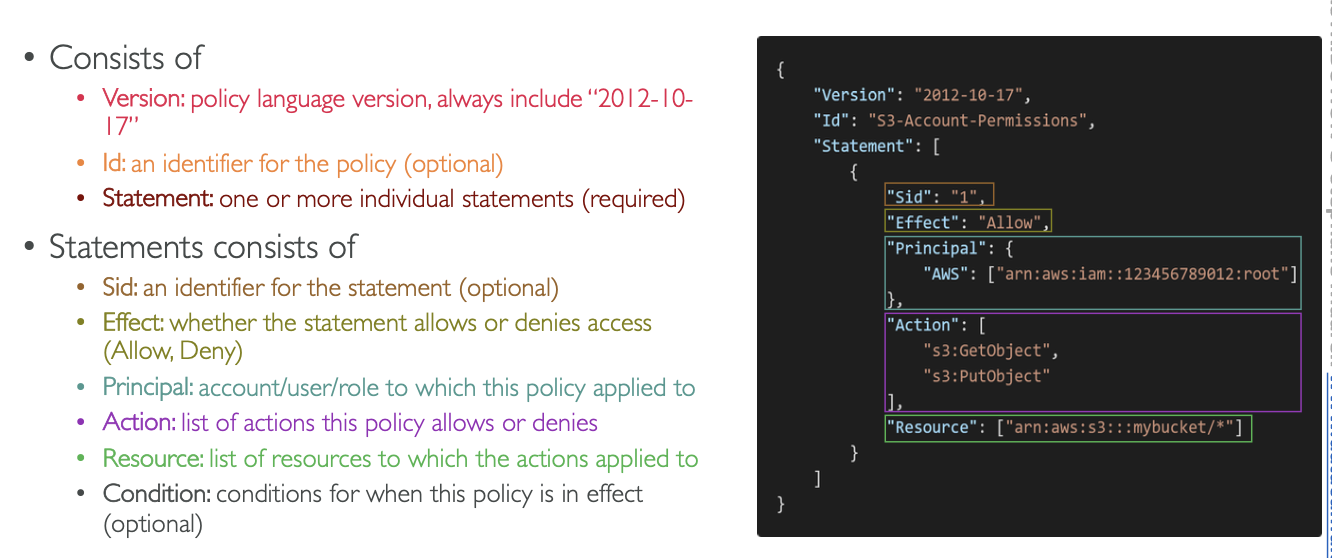 • Consists of
• Version: policy language version, always include “2012-10-
17”
• Id: an identifier for the policy (optional)
• Statement: one or more individual statements (required)
• Statements consists of
• Sid: an identifier for the statement (optional)
• Effect: whether the statement allows or denies access
(Allow, Deny)
• Principal: account/user/role to which this policy applied to
• Action: list of actions this policy allows or denies
• Resource: list of resources to which the actions applied to
• Condition: conditions for when this policy is in effect
(optional)
{
"Version": "2012-10-17",
"Id": "S3-Account-Permissions",
"Statement": [
{
"Sid": "1",
"Effect": "Allow",
"Principal": {
"AWS": ["arn:aws:iam::123456789012:root"]
},
"Action": [
"s3:GetObject",
"s3:PutObject"
],
"Resource": ["arn:aws:s3:::mybucket/*"]
}
]
}